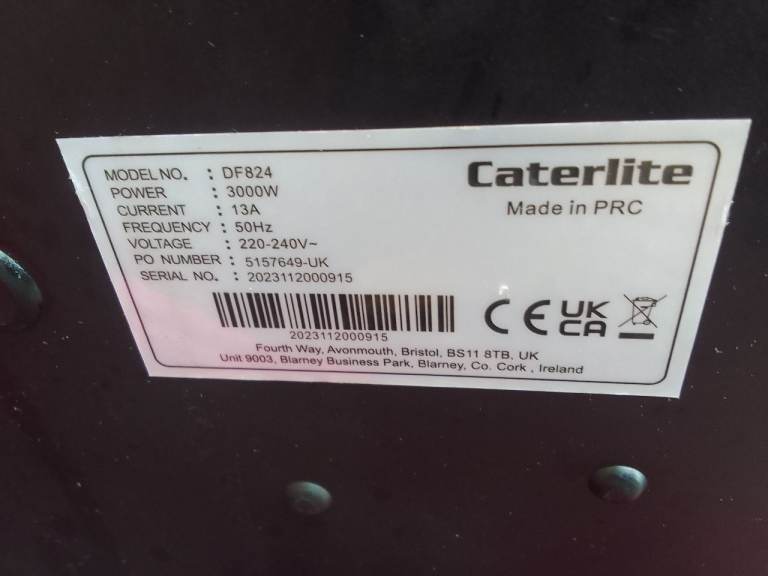 MODEL NO. : DF824
POWER : 3000W
CURRENT : 13A
FREQUENCY : 50Hz
VOLTAGE : 220-240V~
PO NUMBER : 5157649-UK
SERIAL NO. : 2023112000915
Caterlite
Made in PRC
2023112000915
CE UK
CA
Fourth Way, Avonmouth, Bristol, BS11 8TB, UK
Unit 9003, Blarney Business Park, Blarney, Co. Cork , Ireland